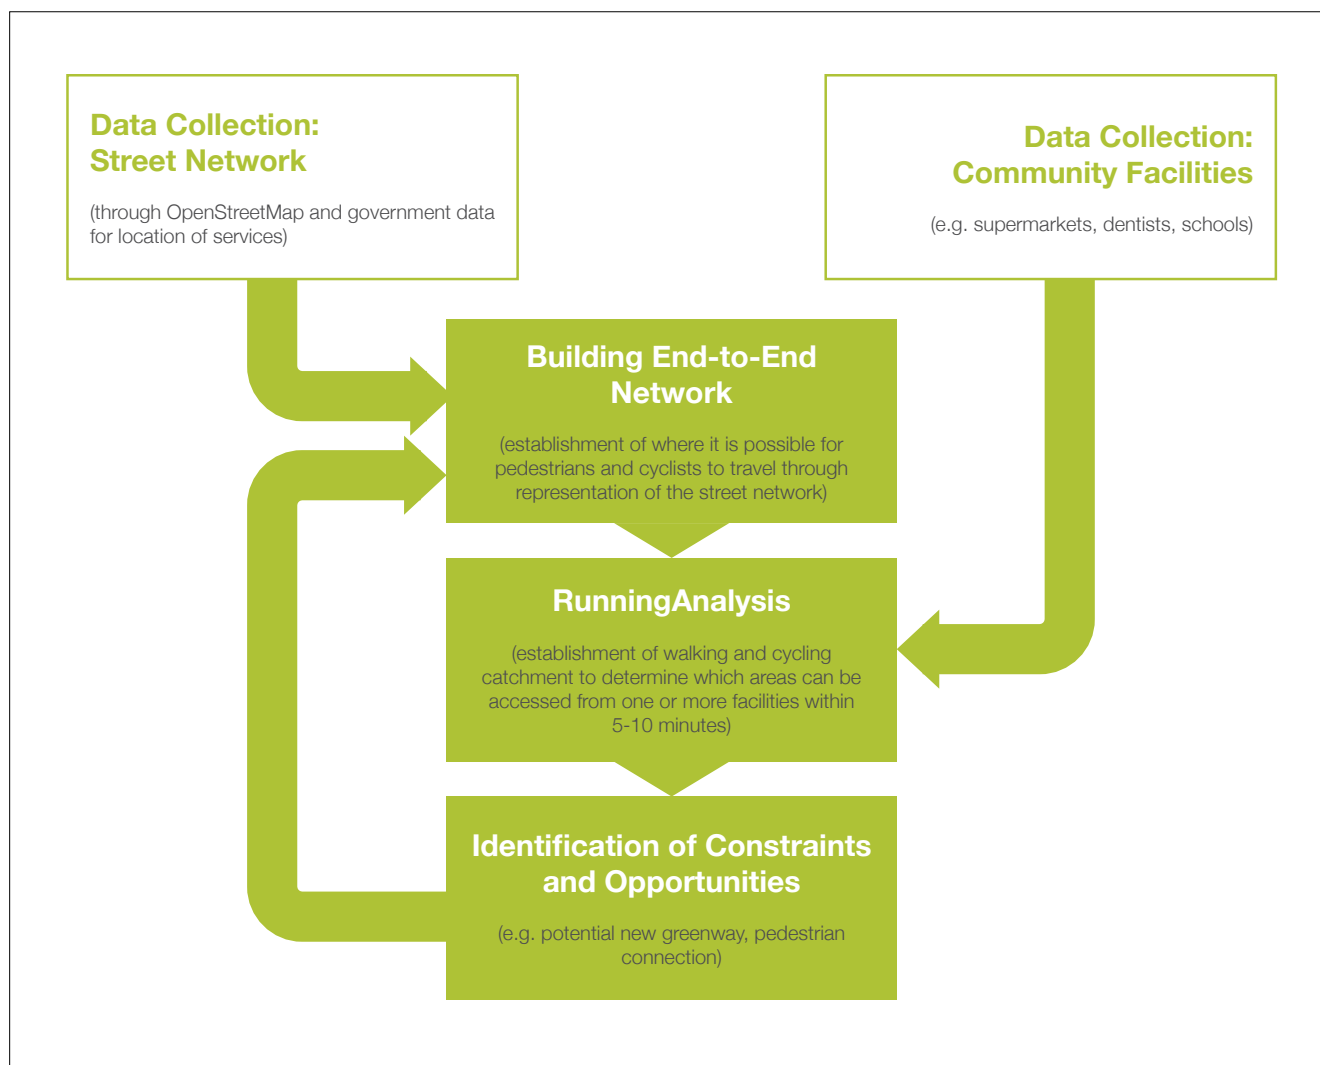 Data Collection:
Street Network
(through OpenStreetMap and government data
for location of services)
Data Collection:
Community Facilities
(e.g. supermarkets, dentists, schools)
Building End-to-End
Network
(establishment of where it is possible for
pedestrians and cyclists to travel through
representation of the street network)
RunningAnalysis
(establishment of walking and cycling
catchment to determine which areas can be
accessed from one or more facilities within
5-10 minutes)
Identification of Constraints
and Opportunities
(e.g. potential new greenway, pedestrian
connection)